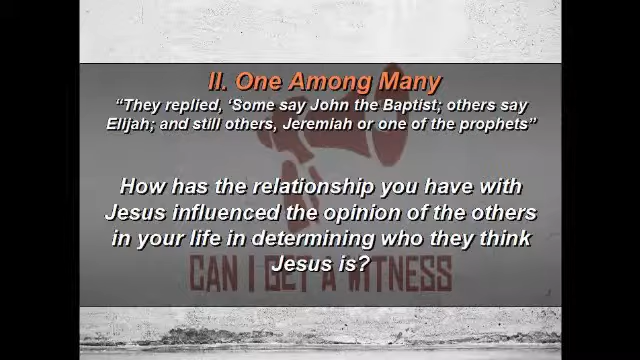 II. One Among Many
“They replied, ‘Some say John the Baptist; others say
Elijah; and still others, Jeremiah or one of the prophets”
How has the relationship you have with
Jesus influenced the opinion of the others
in your life in determining who they think
Jesus is?
CAN I GET A WITNESS